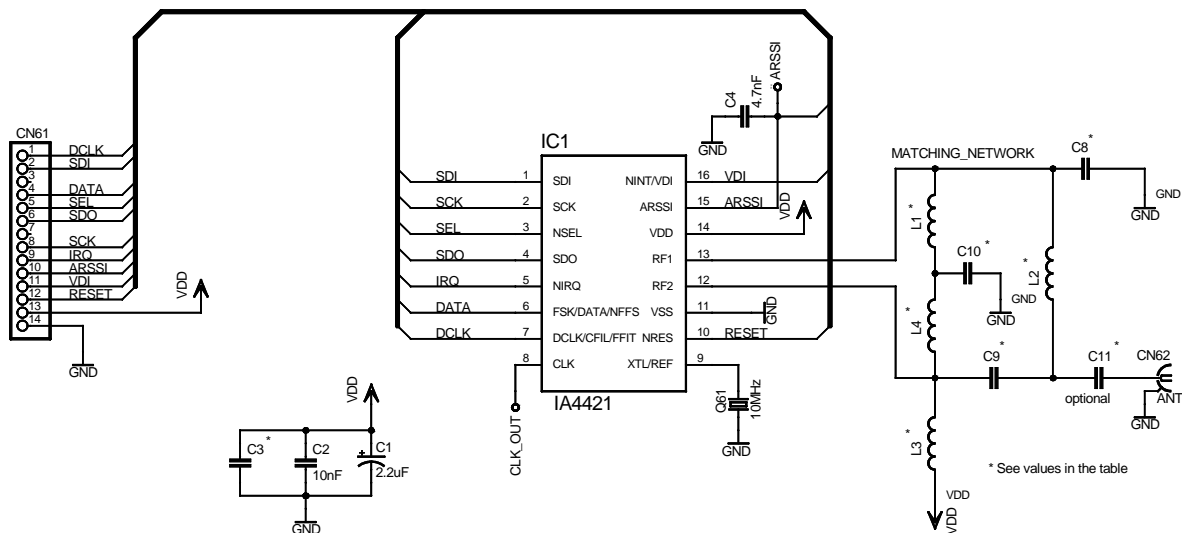 CN61
1 DCLK
2 SDI
3
4 DATA
5 SEL
6 SDO
7
8 SCK
9 IRQ
10 ARSSI
11 VDI
12 RESET
13
14
VDD
GND
IC1
SDI 1 SDI
SCK 2 SCK
SEL 3 NSEL
SDO 4 SDO
IRQ 5 NIRQ
DATA 6 FSK/DATA/NFFS
DCLK 7 DCLK/CFIL/FFIT
8 CLK
NINT/VDI 16 VDI
ARSSI 15 ARSSI
VDD 14
RF1 13
RF2 12
VSS 11
NRES 10 RESET
XTL/REF 9
IA4421
CLK_OUT
C4
4.7nF
ARSSI
GND
VDD
GND
Q61
10MHz
GND
MATCHING_NETWORK
C8 *
GND
GND
L1 *
C10 *
GND
GND
L2 *
L4 *
C9 *
C11 *
optional
CN62
ANT
GND
L3 *
VDD
VDD
* See values in the table
VDD
C3 *
C2
10nF
C1
+
2.2uF
GND